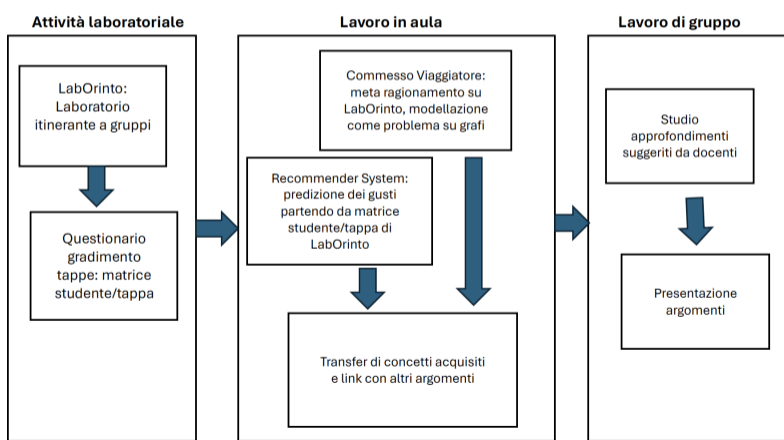 Attività laboratoriale
LabOrinto:
Laboratorio
itinerante a gruppi
Questionario
gradimento
tappe: matrice
studente/tappa
Lavoro in aula
Commesso Viaggiatore:
meta ragionamento su
LabOrinto, modellazione
come problema su grafi
Recommender System:
predizione dei gusti
partendo da matrice
studente/tappa di
LabOrinto
Transfer di concetti acquisiti
e link con altri argomenti
Lavoro di gruppo
Studio
approfondimenti
suggeriti da docenti
Presentazione
argomenti